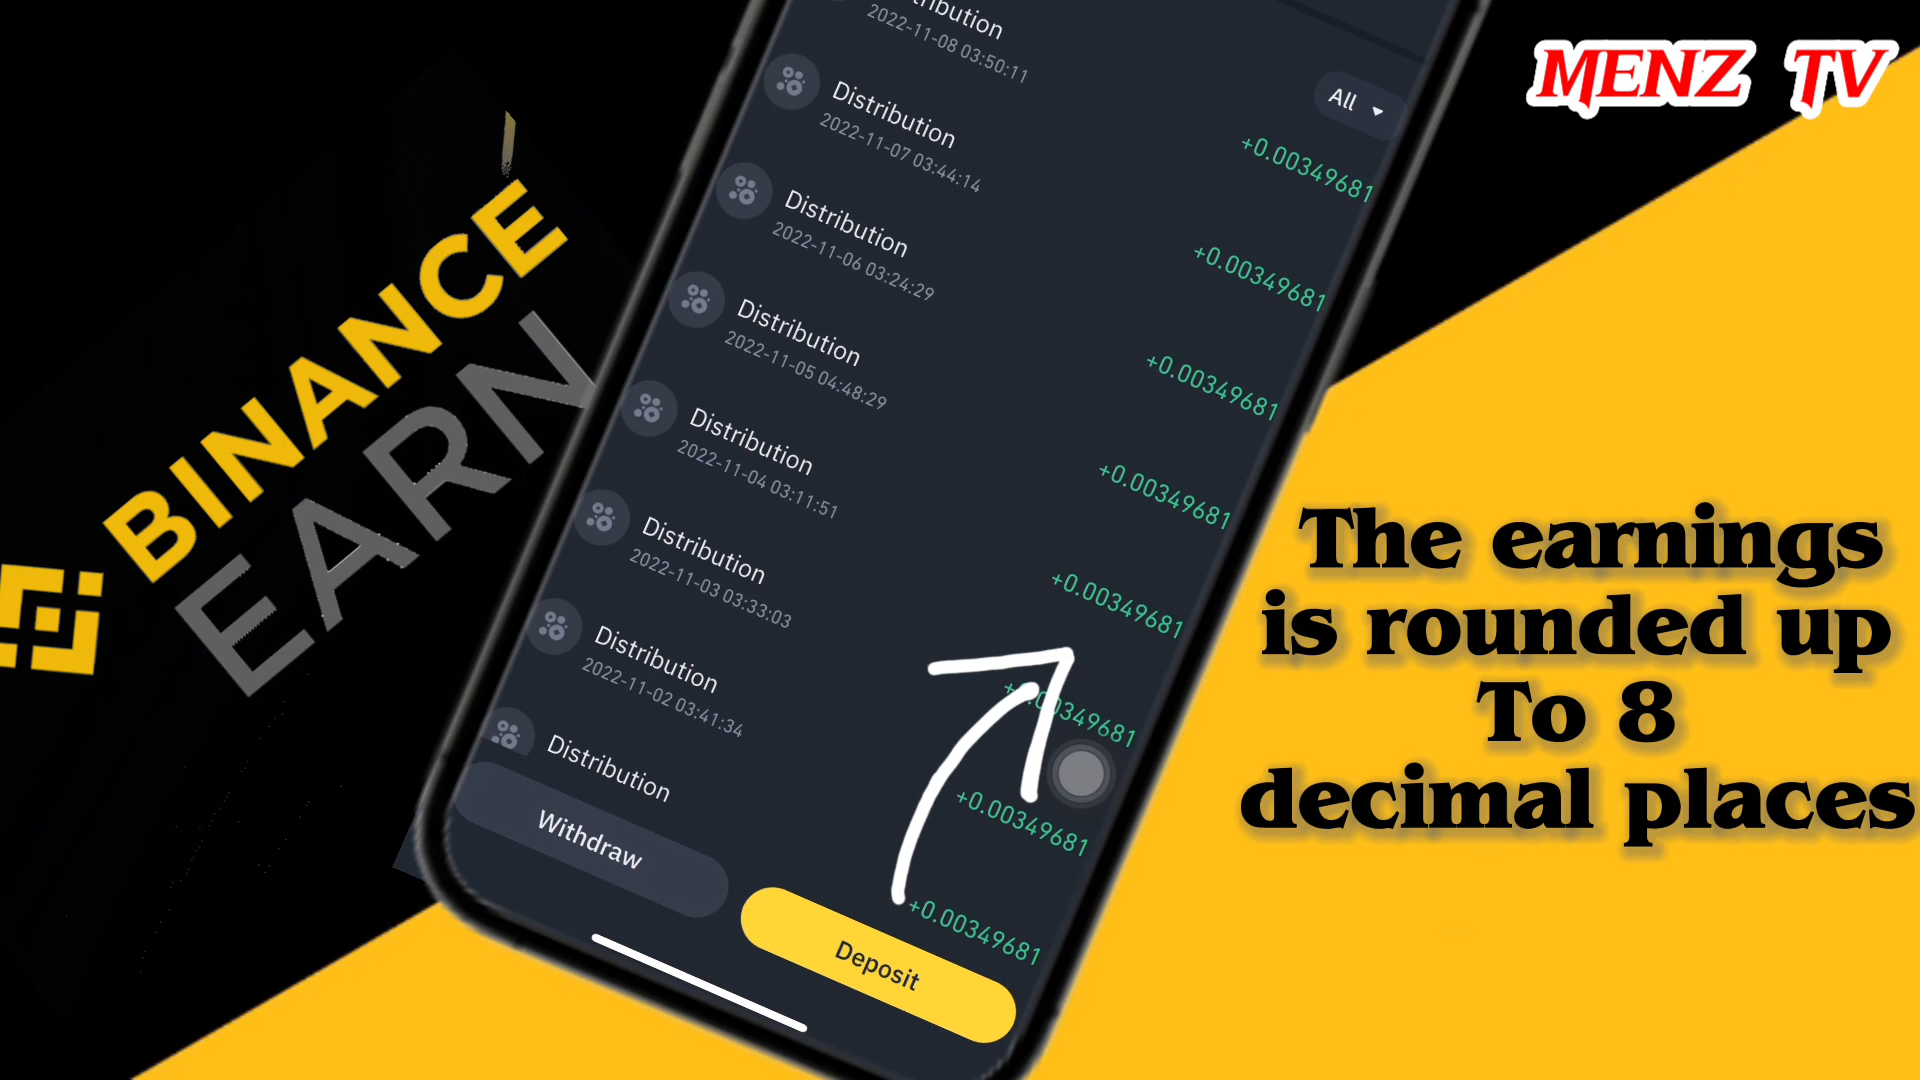 MENZ TV
BINANCE
EARN
Distribution
2022-11-08 03:50:11
All
+0.00349681
Distribution
2022-11-07 03:44:14
+0.00349681
Distribution
2022-11-06 03:24:29
+0.00349681
Distribution
2022-11-05 04:48:29
+0.00349681
Distribution
2022-11-04 03:11:51
+0.00349681
Distribution
2022-11-03 03:33:03
+0.00349681
Distribution
2022-11-02 03:41:34
+0.00349681
Distribution
+0.00349681
Withdraw
Deposit
The earnings
is rounded up
To 8
decimal places